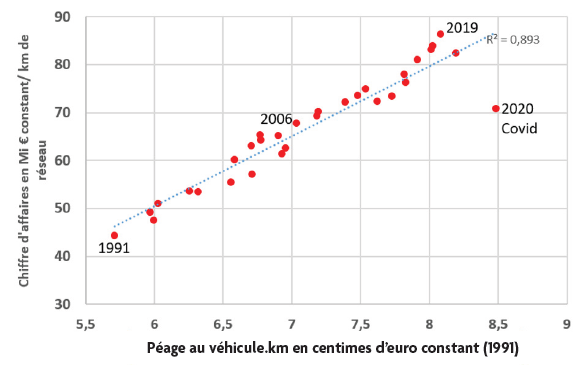 90
80
70
60
50
40
30
Chiffre d'affaires en Mi € constant/ km de
réseau
2019
R² = 0,893
2006
2020
Covid
1991
5,5 6 6,5 7 7,5 8 8,5 9
Péage au véhicule.km en centimes d'euro constant (1991)